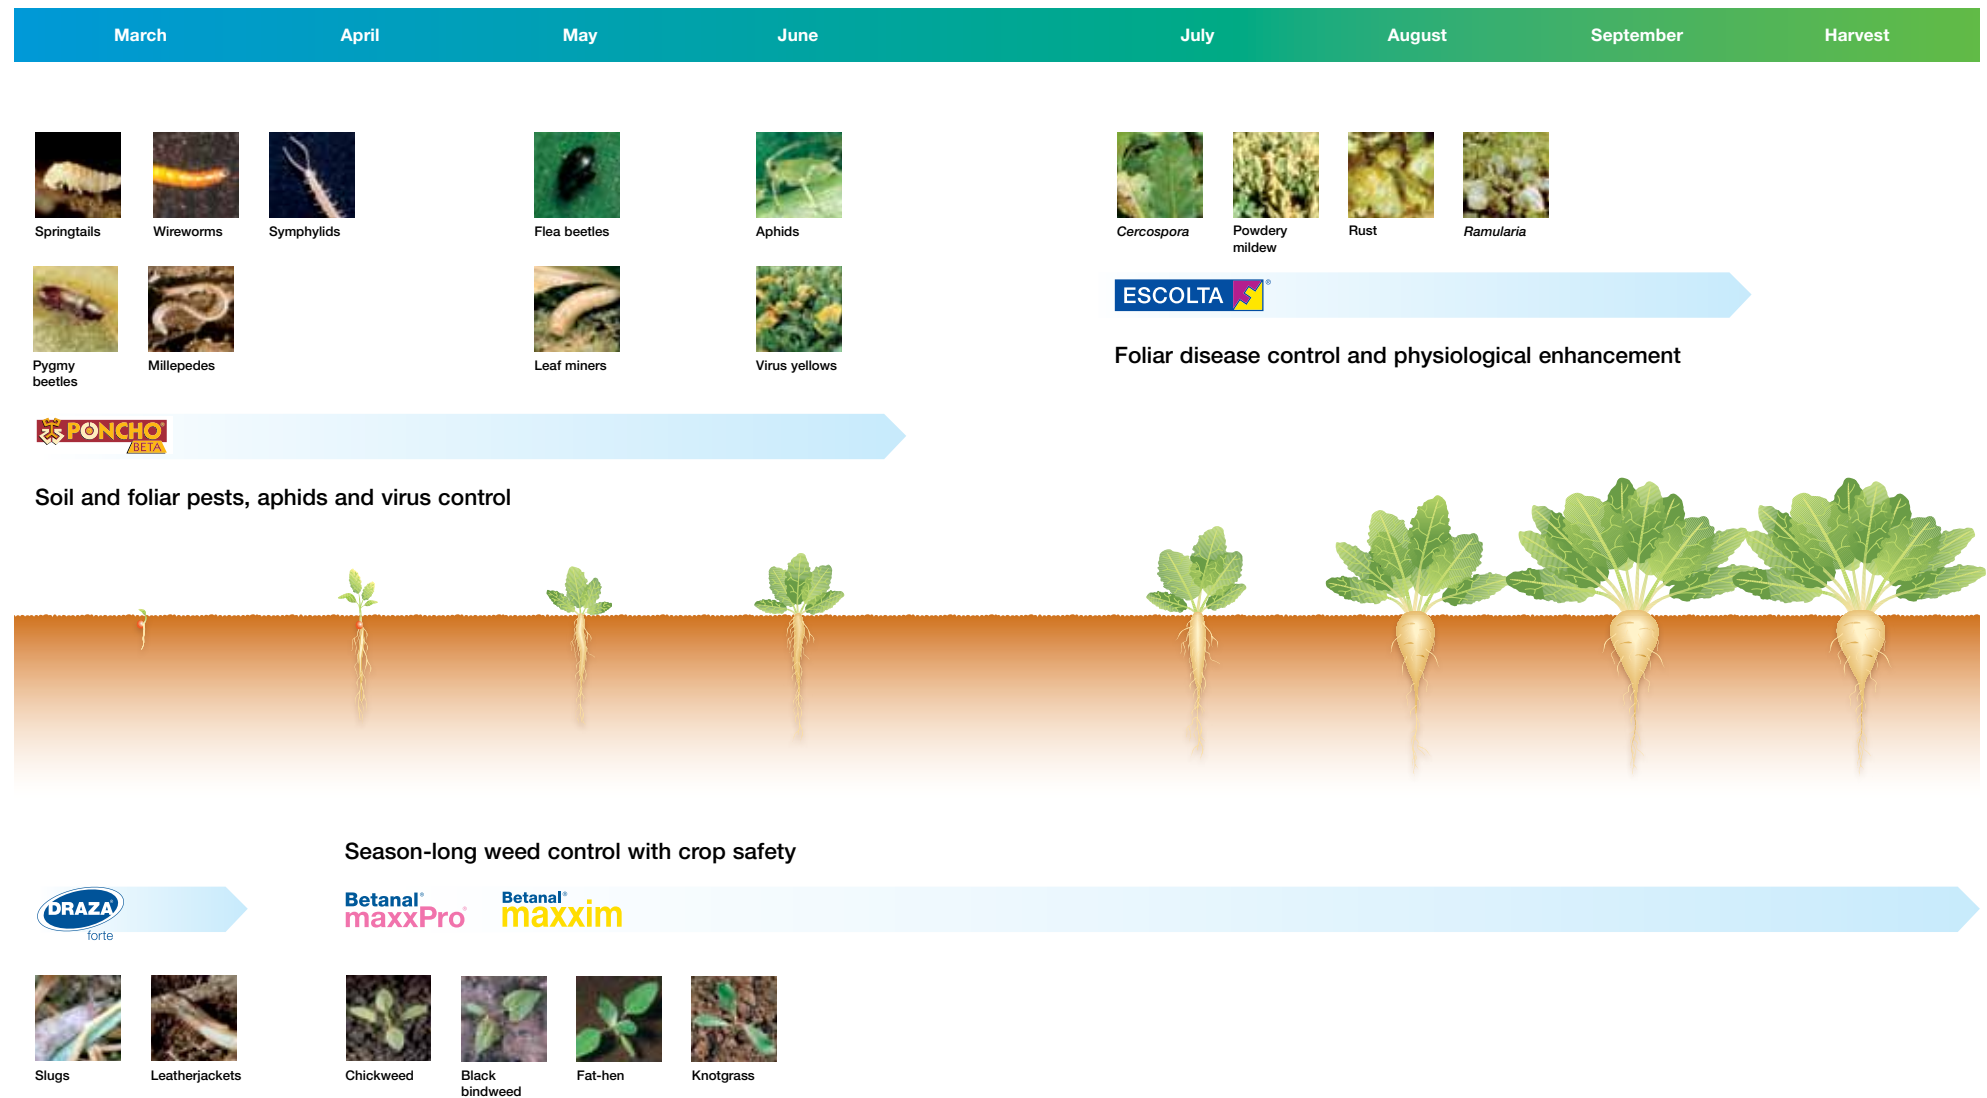 March April May June July August September Harvest
Springtails Wireworms Symphylids Flea beetles Aphids Cercospora Powdery Rust Ramularia
mildew
ESCOLTA ®
Pygmy Millepedes Leaf miners Virus yellows
beetles
Foliar disease control and physiological enhancement
PONCHO®
BETA
Soil and foliar pests, aphids and virus control
Season-long weed control with crop safety
DRAZA®
forte
Betanal®
maxxPro®
Betanal®
maxxim
Slugs Leatherjackets Chickweed Black Fat-hen Knotgrass
bindweed